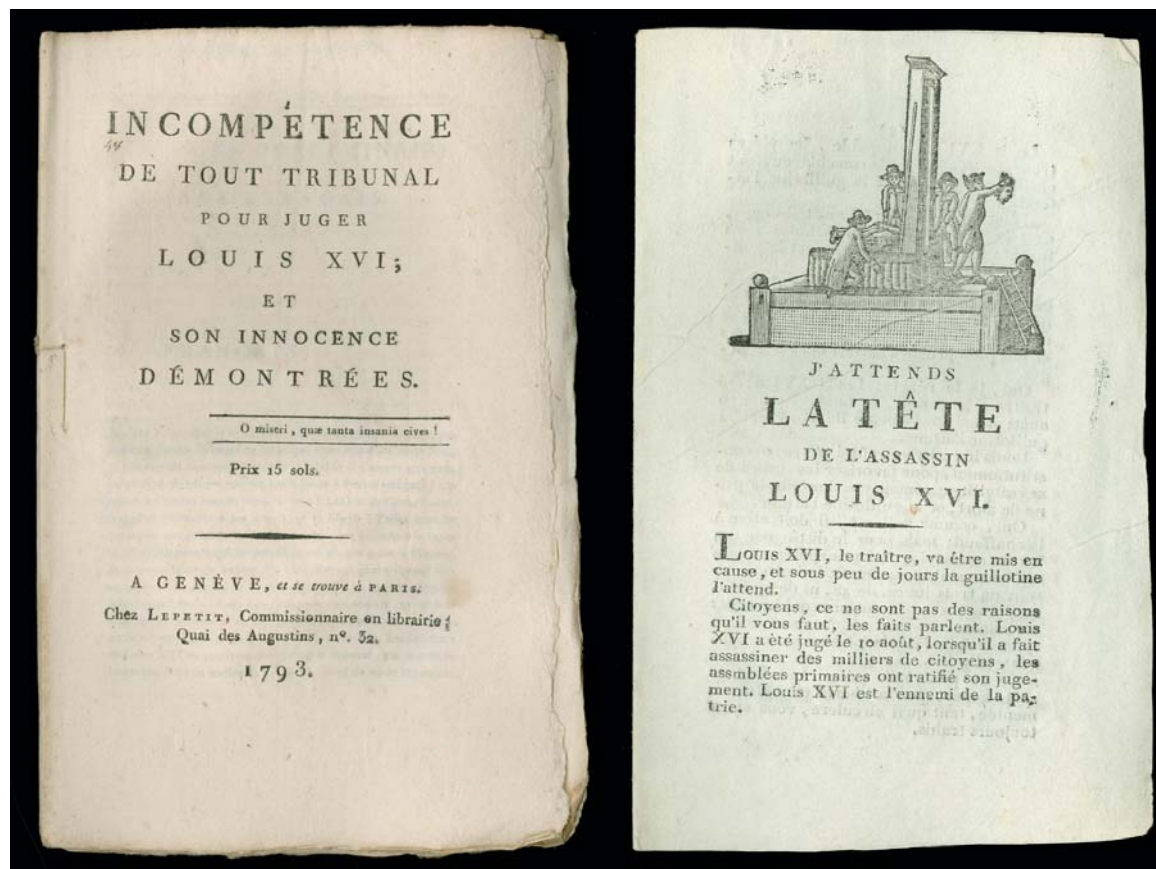 INCOMPÉTENCE
44
DE TOUT TRIBUNAL
POUR JUGER
LOUIS XVI;
ET
SON INNOCENCE
DÉMONTRÉES.
O miseri, quæ tanta insania cives!
Prix 15 sols.
A GENÈVE, et se trouve à PARIS.
Chez LEPETIT, Commissionnaire en librairie;
Quai des Augustins, nº. 32.
1793.
J'ATTENDS
LA TÊTE
DE L'ASSASSIN
LOUIS XVI.
LOUIS XVI, le traître, va être mis en
cause, et sous peu de jours la guillotine
l'attend.
Citoyens, ce ne sont pas des raisons
qu'il vous faut, les faits parlent. Louis
XVI a été jugé le 10 août, lorsqu'il a fait
assassiner des milliers de citoyens, les
assmblées primaires ont ratifié son juge-
ment. Louis XVI est l'ennemi de la pa-
trie.